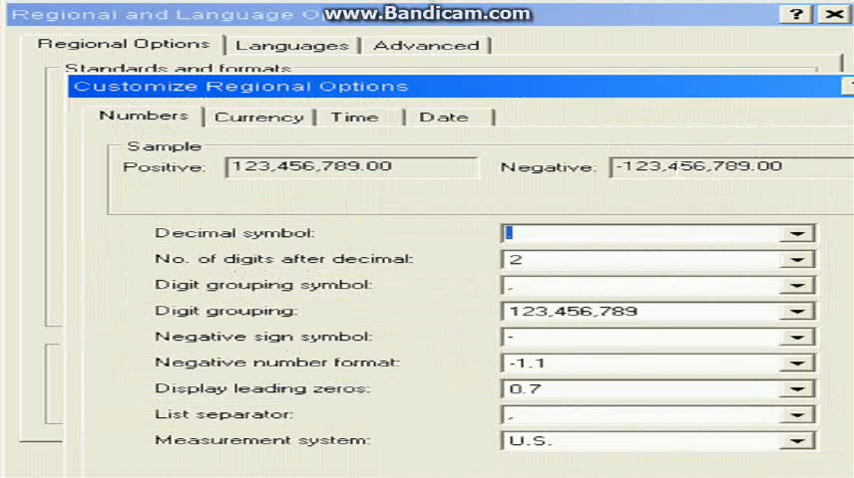 Regional and Language O
www.Bandicam.com
Regional Options Languages Advanced
Standards and formats
Customize Regional Options
Numbers Currency Time Date
Sample
Positive: 123,456,789.00 Negative: -123,456,789.00
Decimal symbol: .
No. of digits after decimal: 2
Digit grouping symbol: ,
Digit grouping: 123,456,789
Negative sign symbol: -
Negative number format: -1.1
Display leading zeros: 0.7
List separator: ,
Measurement system: U.S.